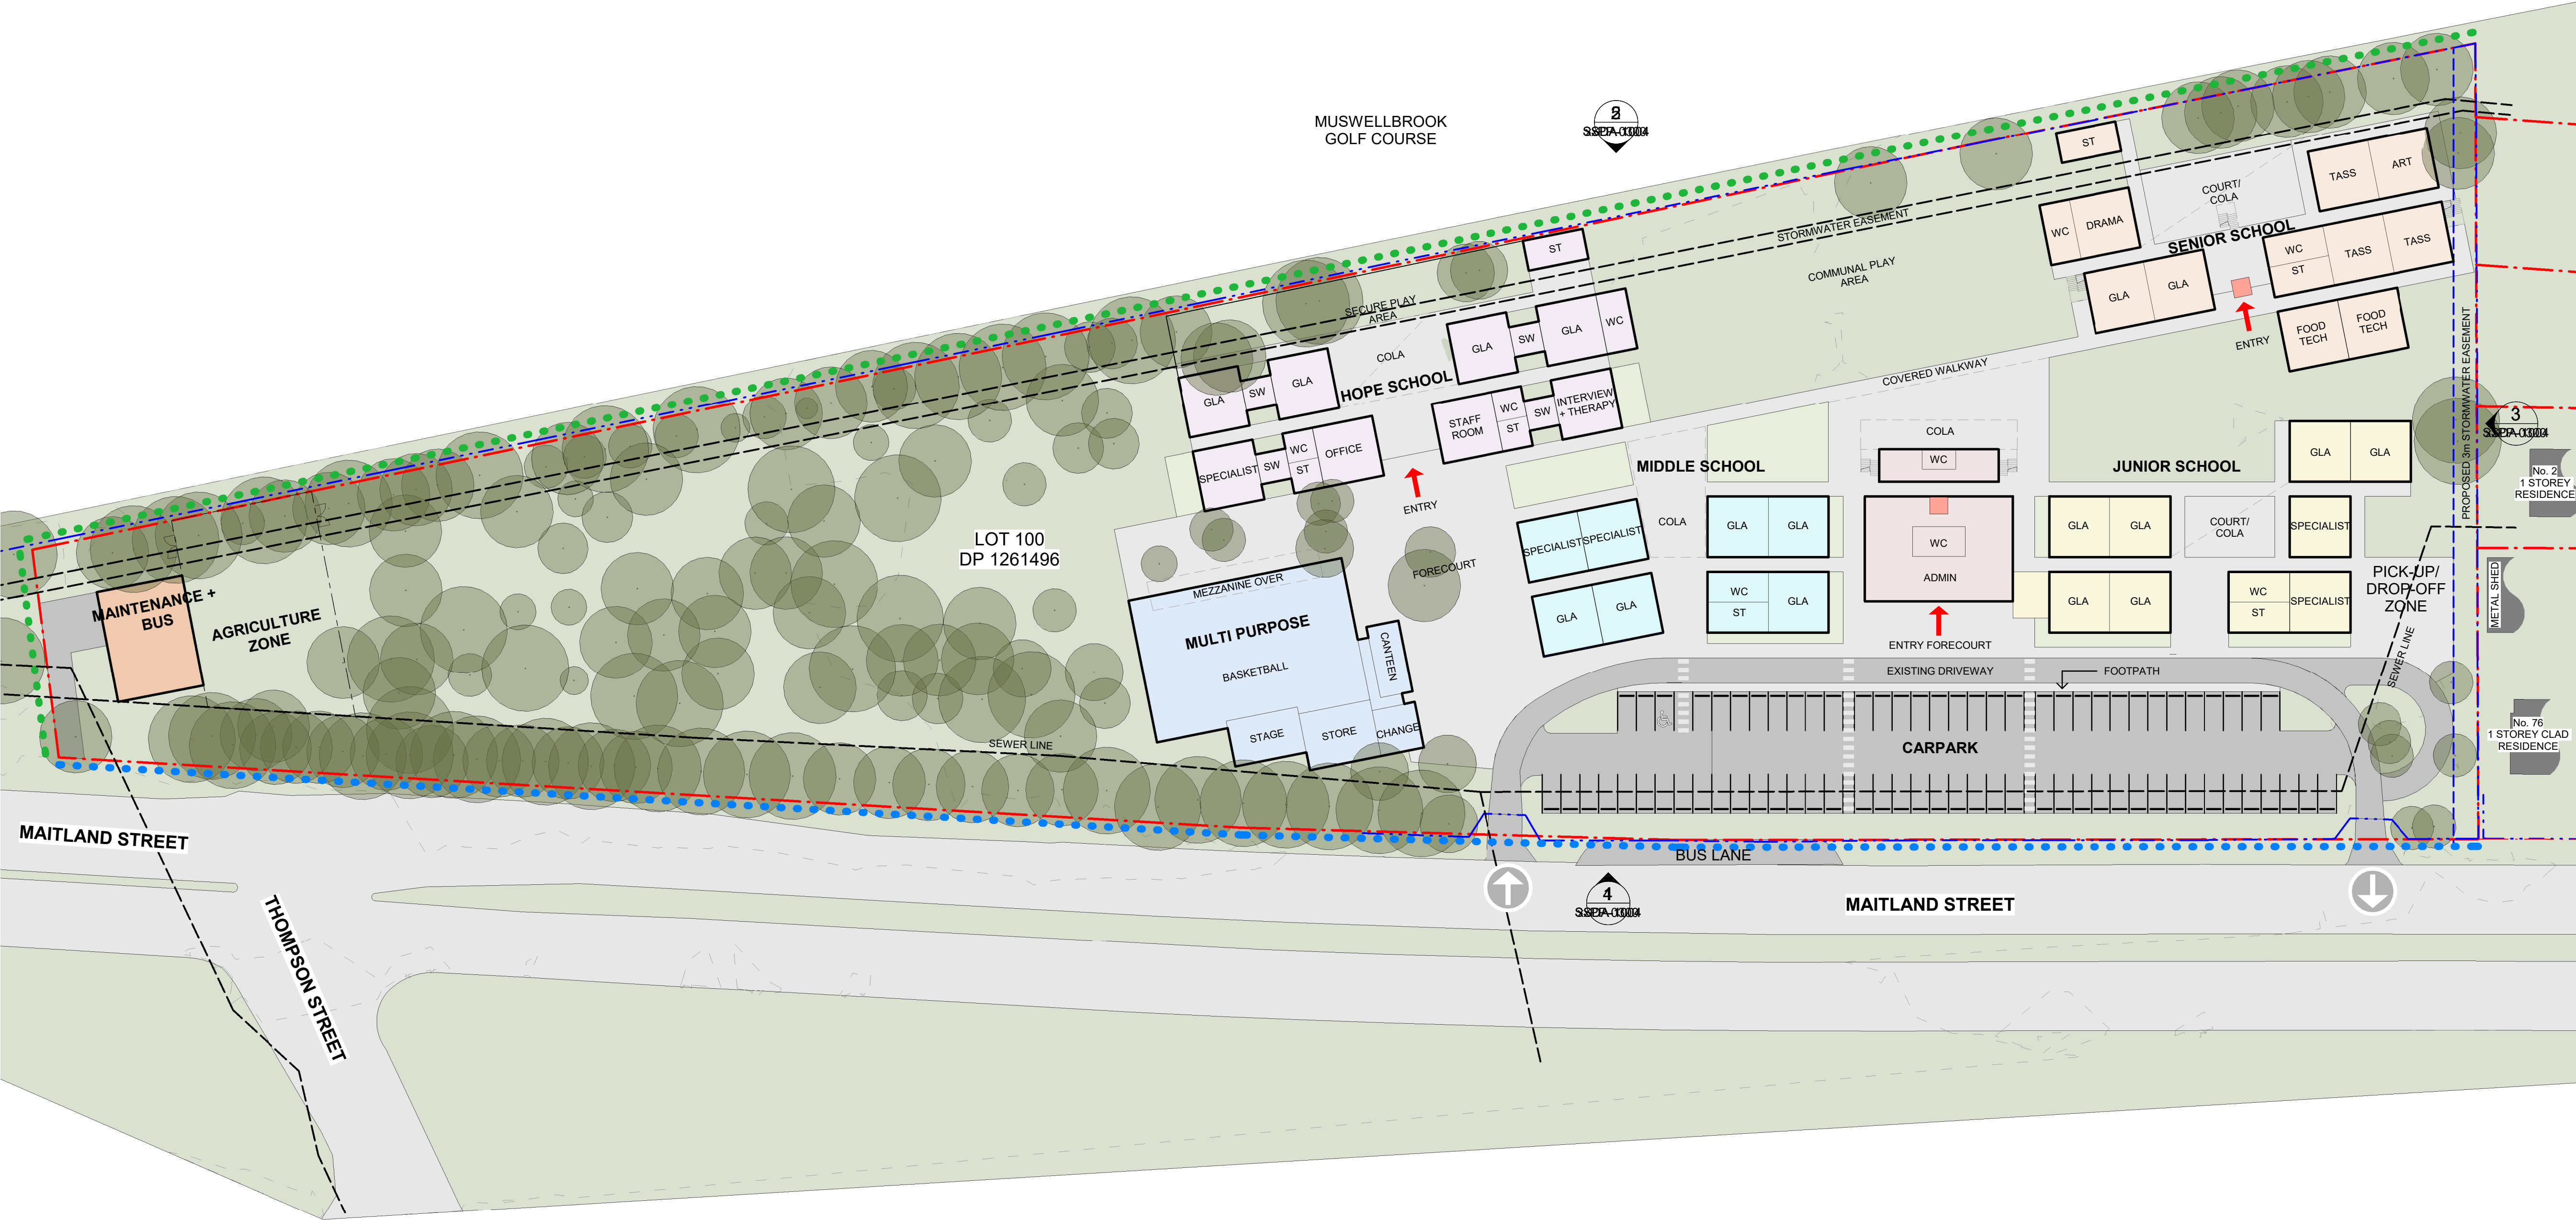 MUSWELLBROOK
GOLF COURSE
ST
COURT/
COLA
TASS
ART
WC
DRAMA
SENIOR SCHOOL
WC
ST
TASS
TASS
GLA
GLA
ENTRY
FOOD
TECH
FOOD
TECH
STORMWATER EASEMENT
COMMUNAL PLAY
AREA
COVERED WALKWAY
PROPOSED 3m STORMWATER EASEMENT
ST
SECURE PLAY
AREA
COLA
GLA
SW
GLA
WC
GLA
SW
GLA
HOPE SCHOOL
STAFF
ROOM
WC
ST
SW
INTERVIEW
+ THERAPY
SPECIALIST
SW
WC
ST
OFFICE
ENTRY
3
No. 2
1 STOREY
RESIDENCE
MIDDLE SCHOOL
COLA
WC
JUNIOR SCHOOL
GLA
GLA
SPECIALIST
SPECIALIST
COLA
GLA
GLA
WC
ADMIN
GLA
GLA
COURT/
COLA
SPECIALIST
GLA
GLA
WC
ST
GLA
GLA
GLA
WC
ST
SPECIALIST
PICK-UP/
DROP-OFF
ZONE
METAL SHED
LOT 100
DP 1261496
FORECOURT
MEZZANINE OVER
MULTI PURPOSE
BASKETBALL
CANTEEN
STAGE
STORE
CHANGE
MAINTENANCE +
BUS
AGRICULTURE
ZONE
ENTRY FORECOURT
EXISTING DRIVEWAY
FOOTPATH
SEWER LINE
SEWER LINE
CARPARK
No. 76
1 STOREY CLAD
RESIDENCE
MAITLAND STREET
BUS LANE
4
MAITLAND STREET
THOMPSON STREET